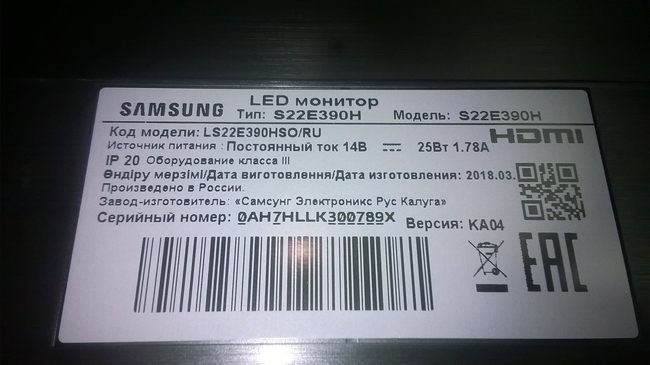 SAMSUNG
LED монитор
Тип: S22E390H Модель: S22E390H
Код модели: LS22E390HSO/RU
HDMI
Источник питания: Постоянный ток 14В 25Вт 1.78А
IP 20 Оборудование класса III
Өндіру мерзімі/Дата виготовлення/Дата изготовления: 2018.03.
Произведено в России.
Завод-изготовитель: «Самсунг Электроникс Рус Калуга»
Серийный номер: 0AH7HLLK300789X Версия: KA04
EAC